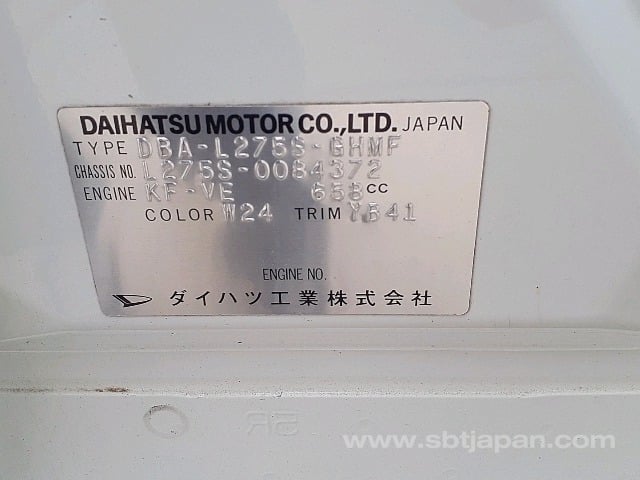 DAIHATSU MOTOR CO.,LTD. JAPAN
TYPE DBA-L275S-GHMF
CHASSIS NO. L275S-0084372
ENGINE KF-VE 658CC
COLOR W24 TRIM YB41
ENGINE NO.
ダイハツ工業株式会社
www.sbtjapan.com